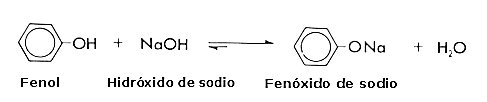 OH + NaOH ⇌ ONa + H₂O
Fenol Hidróxido de sodio Fenóxido de sodio